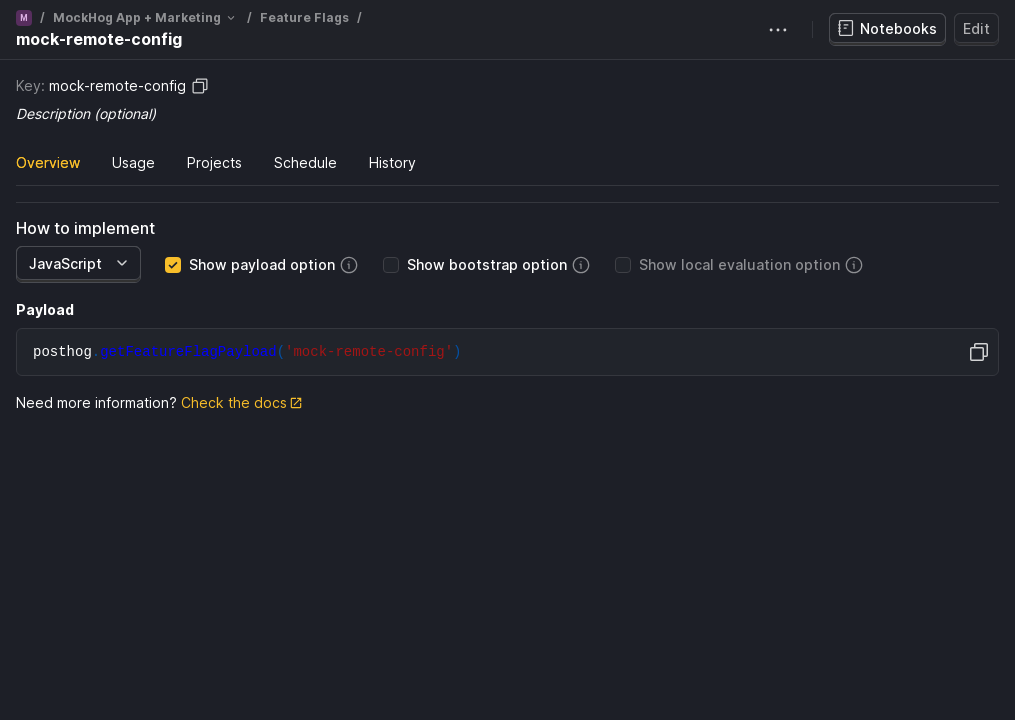 M / MockHog App + Marketing / Feature Flags /
mock-remote-config
Notebooks
Edit
Key: mock-remote-config
Description (optional)
Overview Usage Projects Schedule History
How to implement
JavaScript Show payload option Show bootstrap option Show local evaluation option
Payload
posthog.getFeatureFlagPayload('mock-remote-config')
Need more information? Check the docs